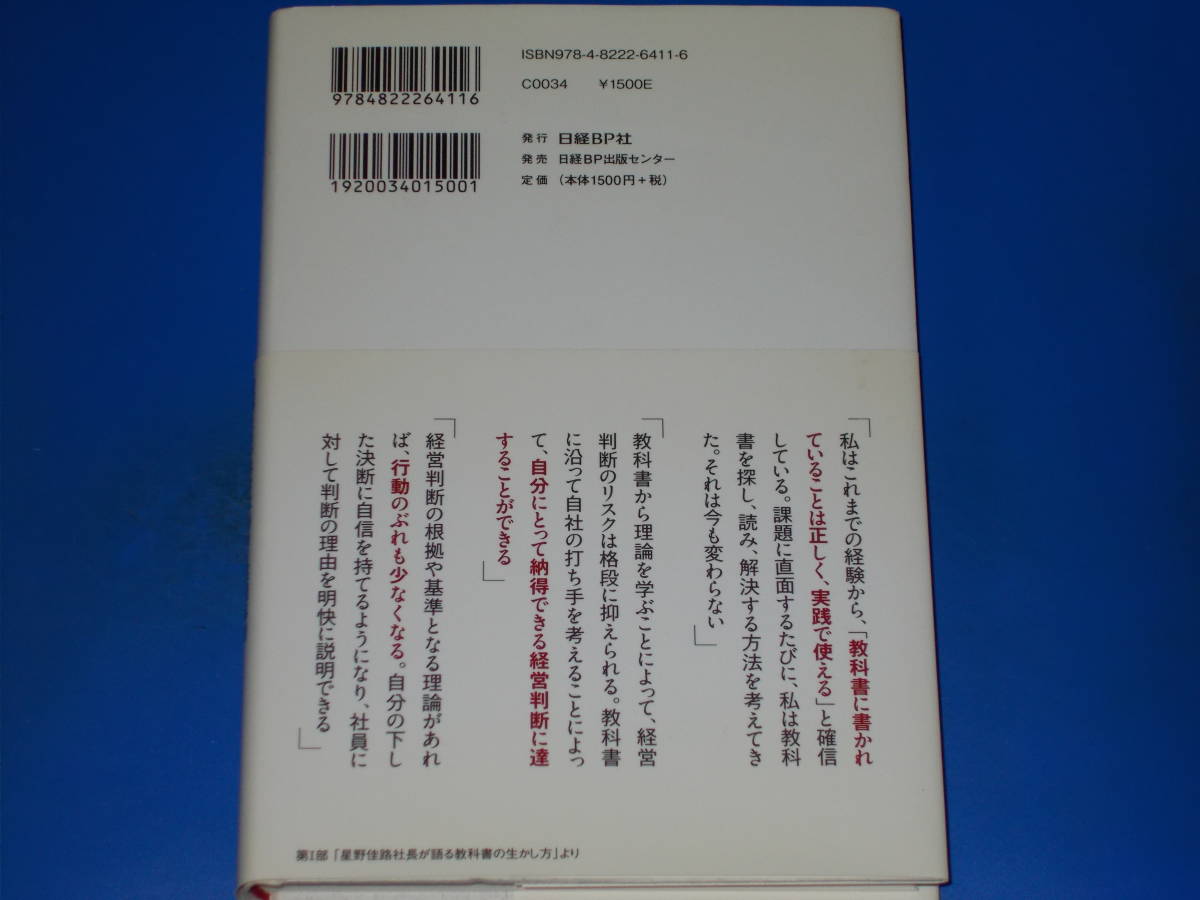 ISBN978-4-8222-6411-6
C0034 ¥1500E
9784822264116
発行 日経BP社
発売 日経BP出版センター
定価 (本体1500円+税)
1920034015001
「私はこれまでの経験から、「教科書に書かれ
ていることは正しく、実践で使える」と確信
している。課題に直面するたびに、私は教科
書を探し、読み、解決する方法を考えてき
た。それは今も変わらない」
「教科書から理論を学ぶことによって、経営
判断のリスクは格段に抑えられる。教科書
に沿って自社の打ち手を考えることによっ
て、自分にとって納得できる経営判断に達
することができる」
「経営判断の根拠や基準となる理論があれ
ば、行動のぶれも少なくなる。自分の下し
た決断に自信を持てるようになり、社員に
対して判断の理由を明快に説明できる」
第I部「星野佳路社長が語る教科書の生かし方」より